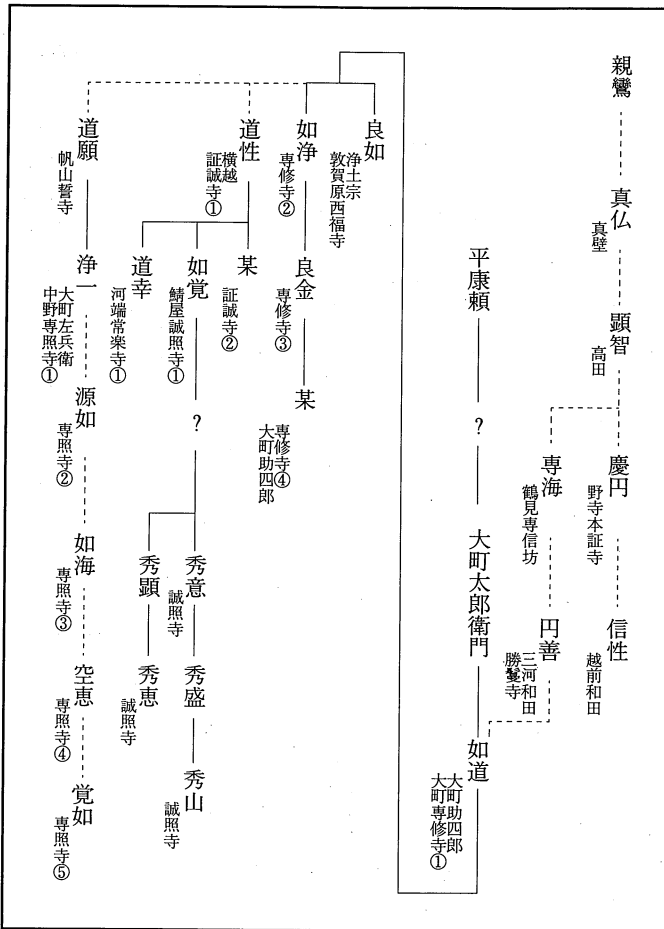 親鸞
真仏
真壁
顕智
高田
慶円
野寺本証寺
信性
越前和田
専海
鶴見専信坊
円善
三河和田
勝鬘寺
平康頼
?
大町太郎衛門
如道
大町助四郎
大町専修寺①
良如
浄土宗
敦賀原西福寺
如浄
専修寺②
良金
専修寺③
某
専修寺④
大町助四郎
道性
横越
証誠寺①
某
証誠寺②
如覚
鯖屋誠照寺①
?
秀意
誠照寺
秀盛
秀山
誠照寺
秀顕
秀恵
誠照寺
道幸
河端常楽寺①
道願
帆山誓寺
浄一
大町左兵衛
中野専照寺①
源如
専照寺②
如海
専照寺③
空恵
専照寺④
覚如
専照寺⑤